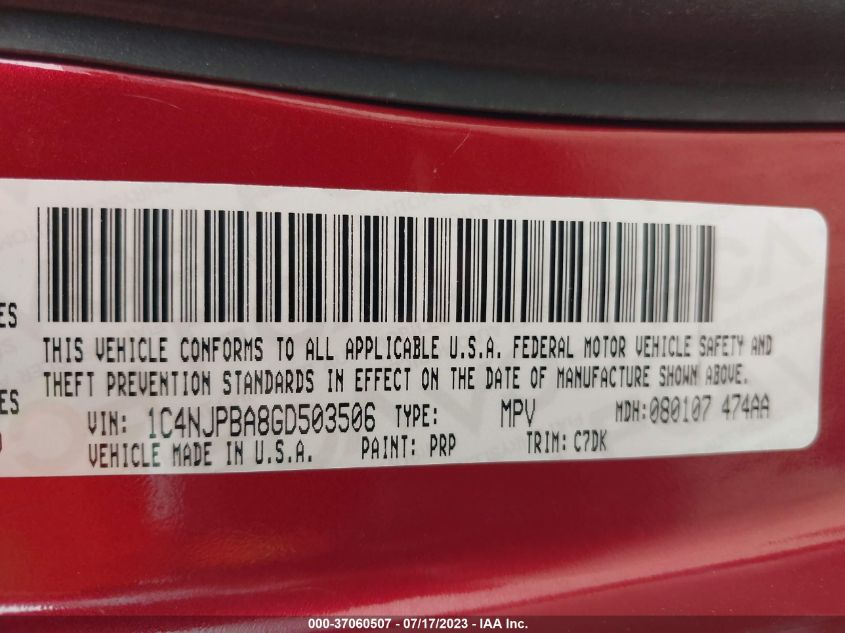 ES
THIS VEHICLE CONFORMS TO ALL APPLICABLE U.S.A. FEDERAL MOTOR VEHICLE SAFETY AND
THEFT PREVENTION STANDARDS IN EFFECT ON THE DATE OF MANUFACTURE SHOWN ABOVE.
ES
VIN: 1C4NJPBA8GD503506 TYPE: MPV MDH:080107 474AA
VEHICLE MADE IN U.S.A. PAINT: PRP TRIM: C7DK
000-37060507 - 07/17/2023 - IAA Inc.